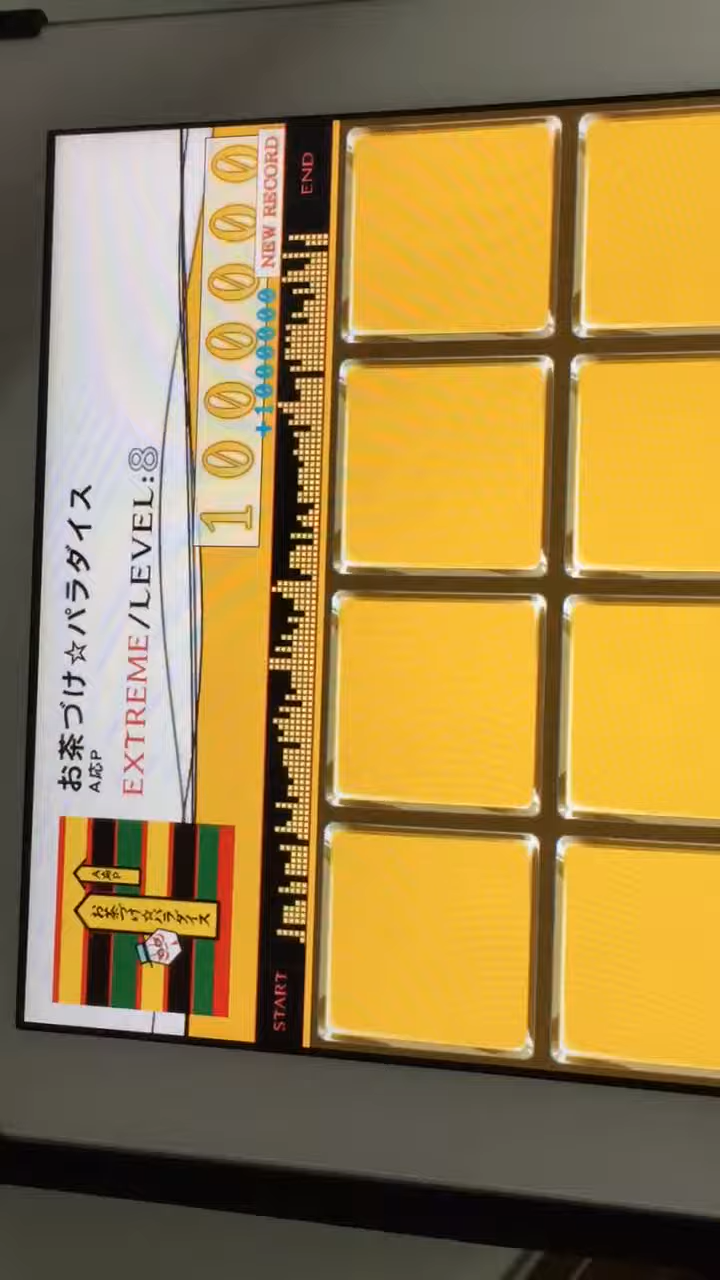 お茶づけ☆パラダイス
A応P
EXTREME/LEVEL:8
1000000
+1000000
NEW RECORD
START
END
A応P
お茶づけ☆パラダイス